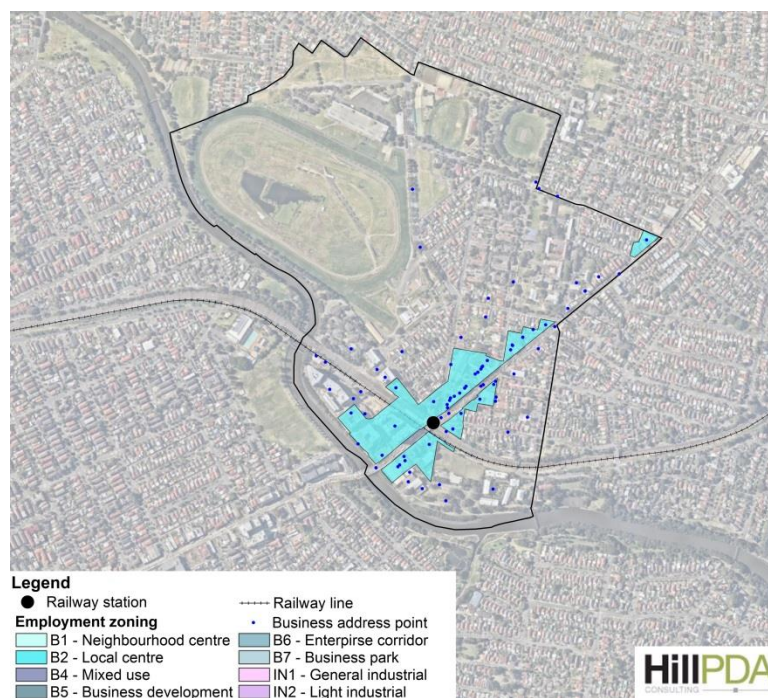 Legend
Railway station
Railway line
Employment zoning
Business address point
B1 - Neighbourhood centre
B6 - Enterpirse corridor
B2 - Local centre
B7 - Business park
B4 - Mixed use
IN1 - General industrial
B5 - Business development
IN2 - Light industrial
HillPDA
CONSULTING